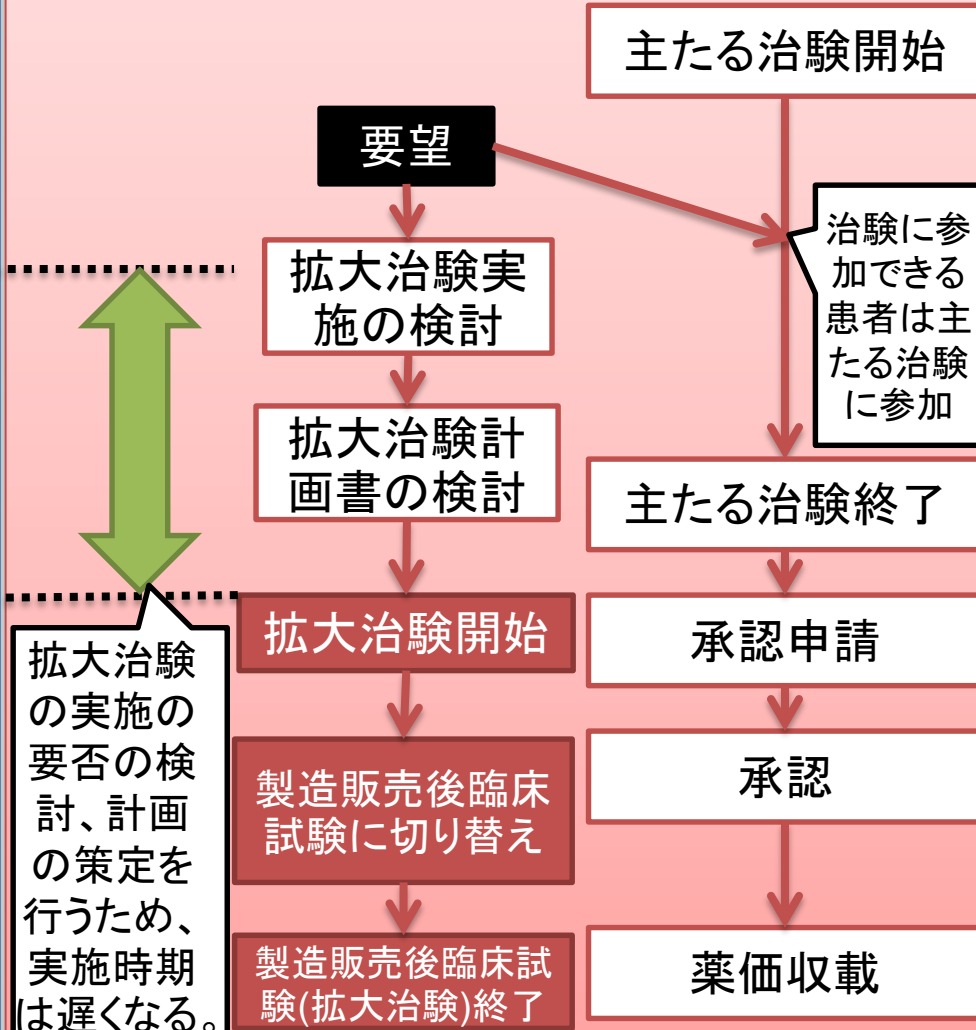 主たる治験開始
要望
治験に参
加できる
患者は主
たる治験
に参加
拡大治験実
施の検討
拡大治験計
画書の検討
主たる治験終了
拡大治験開始
承認申請
拡大治験
の実施の
要否の検
討、計画
の策定を
行うため、
実施時期
は遅くなる。
製造販売後臨床
試験に切り替え
承認
製造販売後臨床試
験(拡大治験)終了
薬価収載